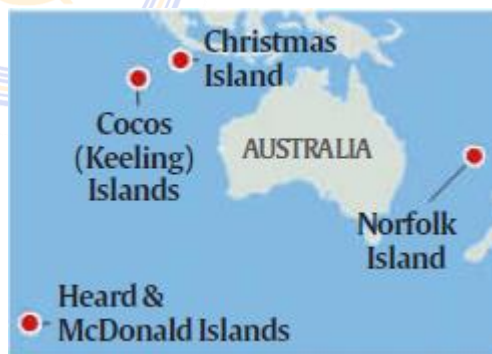 Christmas
Island
Cocos
(Keeling)
Islands
AUSTRALIA
Norfolk
Island
Heard &
McDonald Islands